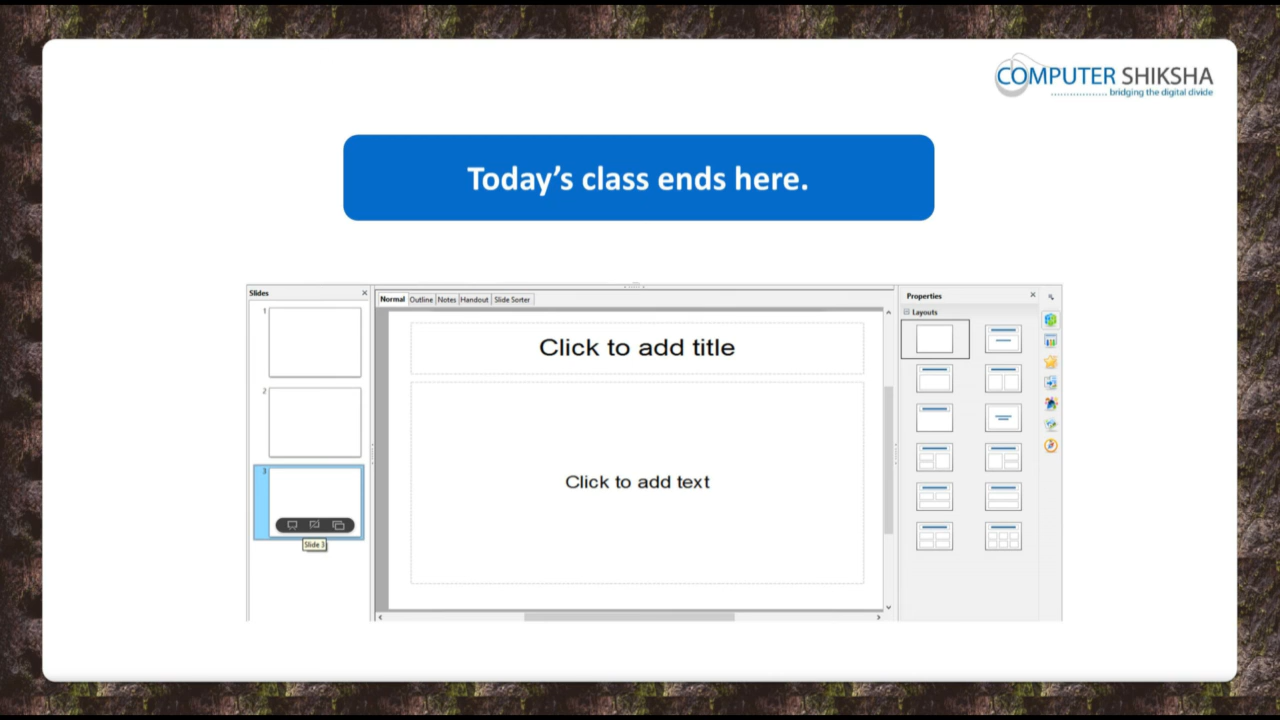 COMPUTER SHIKSHA
bridging the digital divide
Today's class ends here.
Slides
1
2
3
Slide 3
Normal Outline Notes Handout Slide Sorter
Click to add title
Click to add text
Properties
Layouts